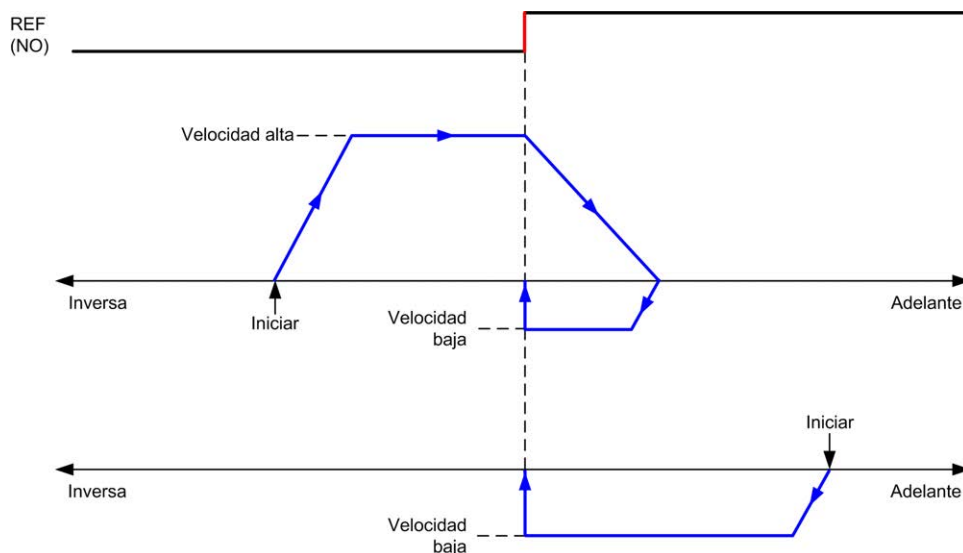 REF
(NO)
Velocidad alta
Inversa
Adelante
Iniciar
Velocidad
baja
Iniciar
Inversa
Adelante
Velocidad
baja